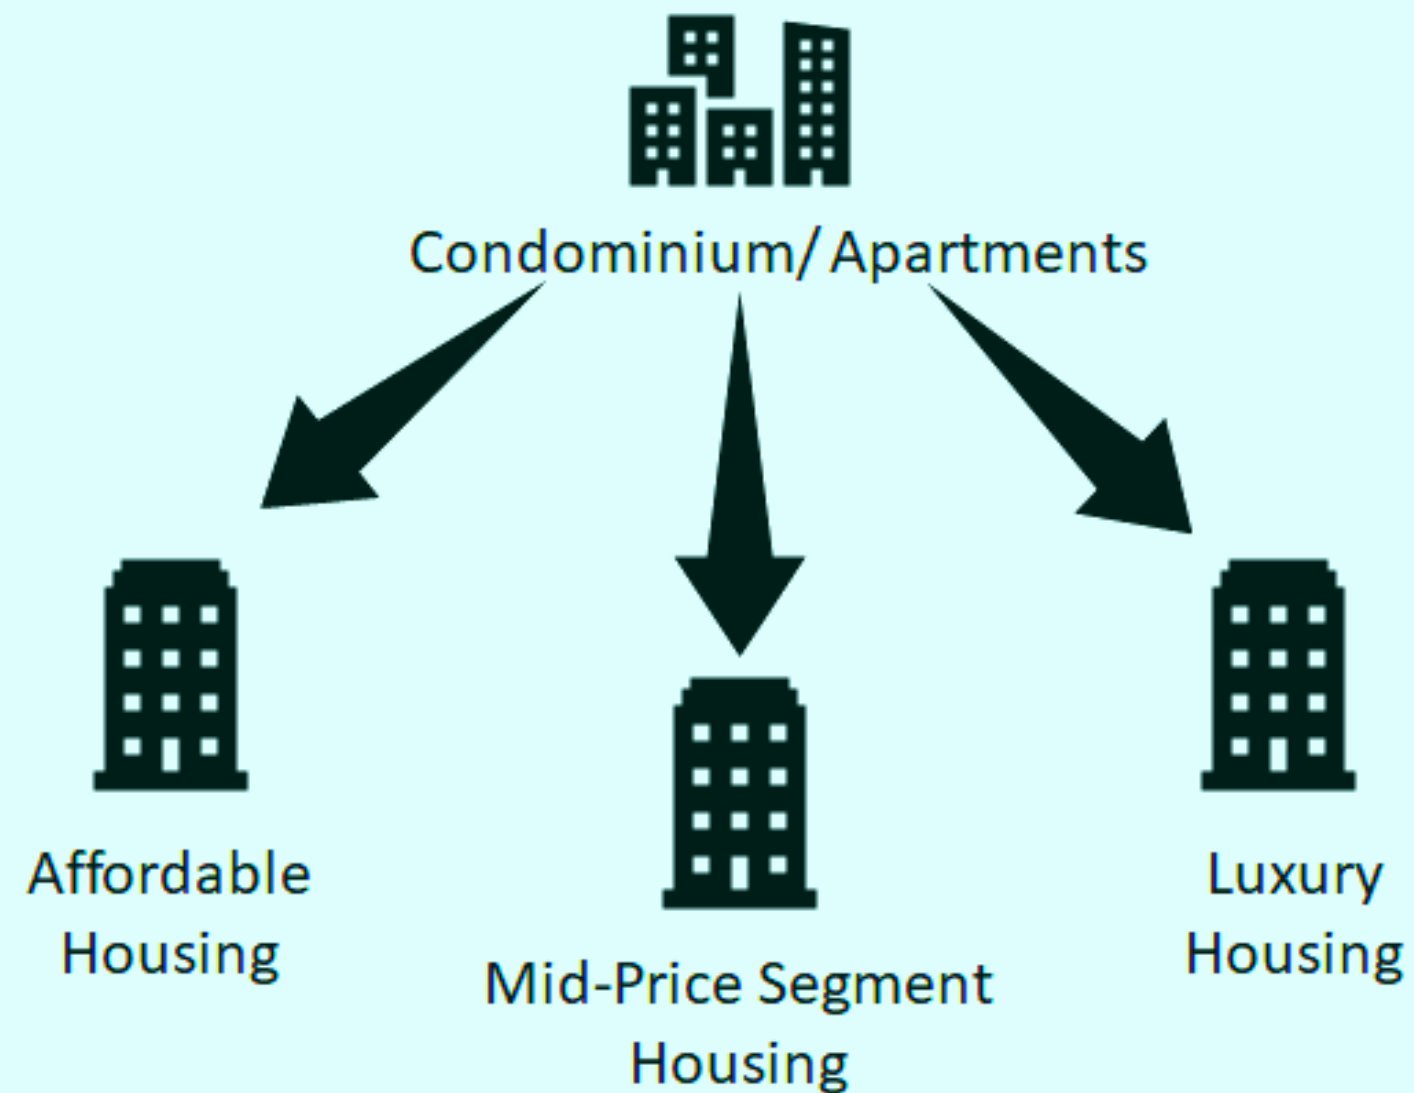 Condominium/ Apartments
Affordable
Housing
Mid-Price Segment
Housing
Luxury
Housing